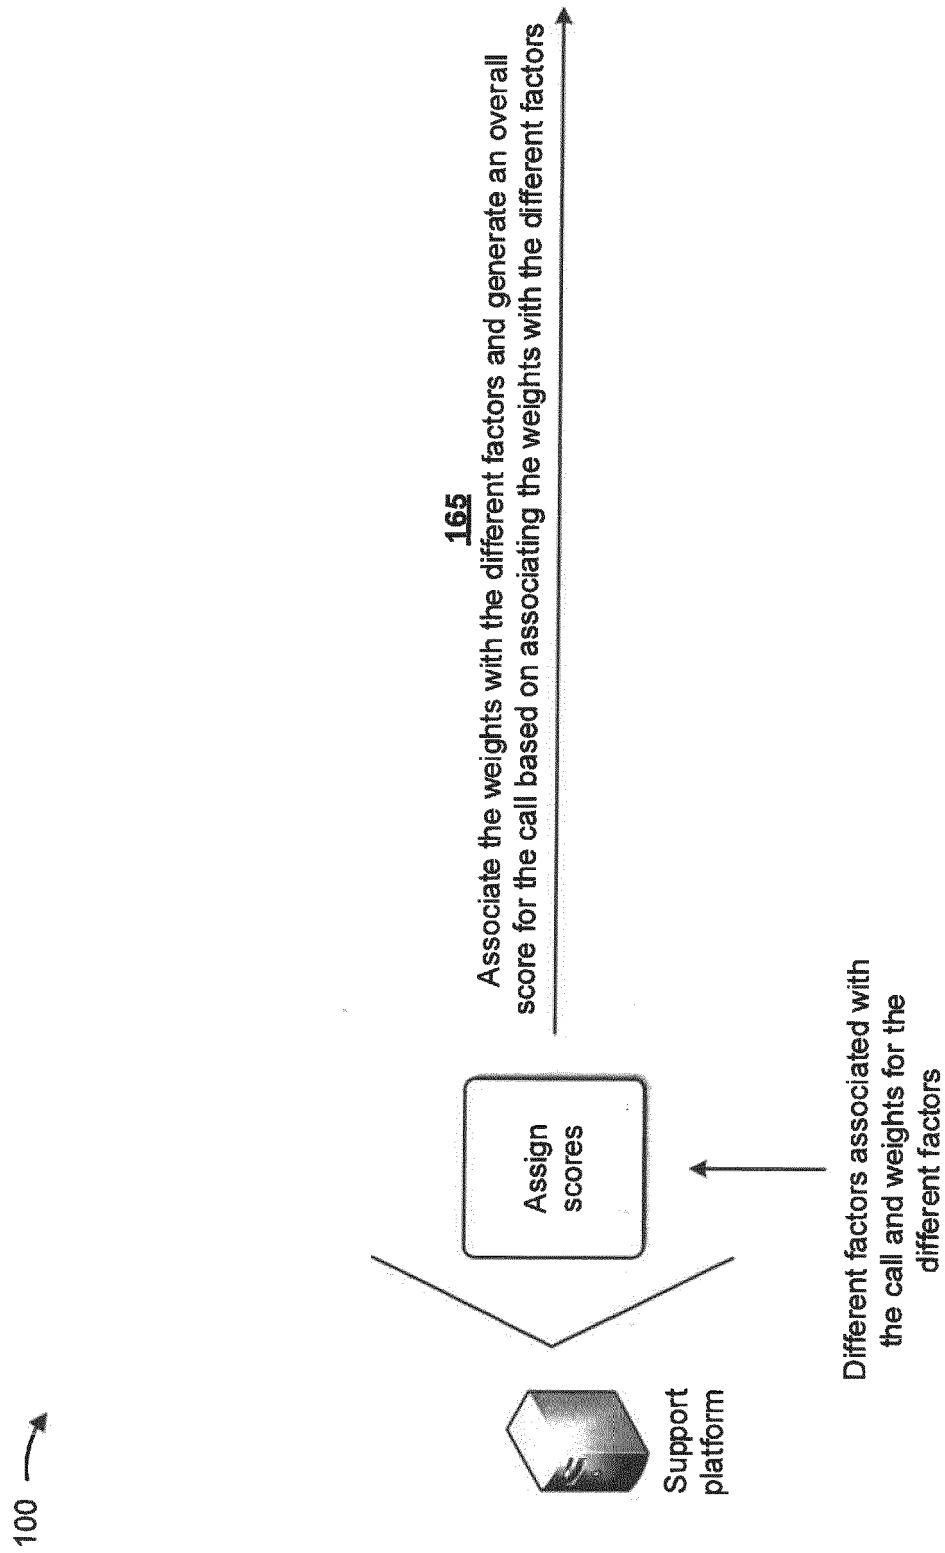 100
165
Associate the weights with the different factors and generate an overall
score for the call based on associating the weights with the different factors
Assign
scores
Support
platform
Different factors associated with
the call and weights for the
different factors